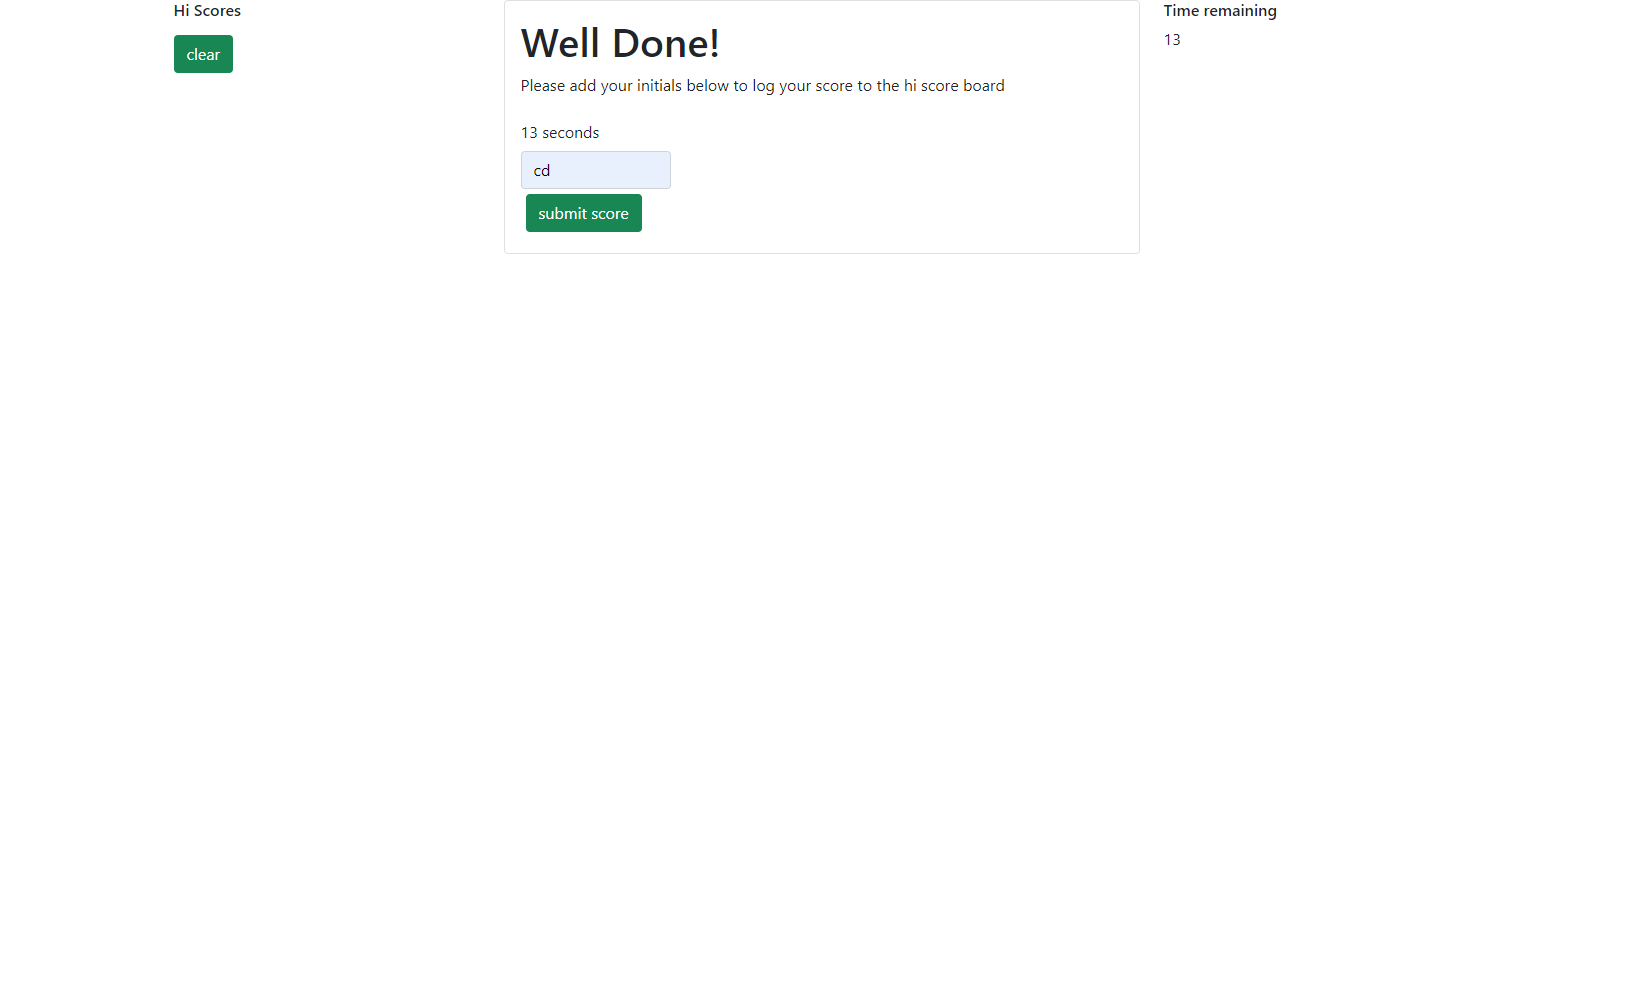 Hi Scores
clear
Well Done!
Please add your initials below to log your score to the hi score board
13 seconds
cd
submit score
Time remaining
13